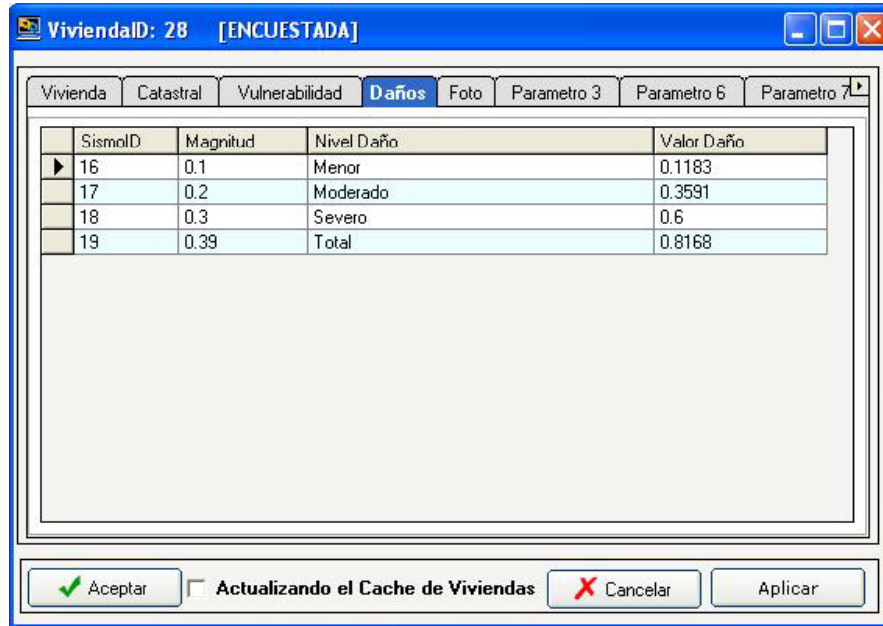 ViviendaID: 28 [ENCUESTADA]
Vivienda Catastral Vulnerabilidad Daños Foto Parametro 3 Parametro 6 Parametro 7
SismoID Magnitud Nivel Daño Valor Daño
16 0.1 Menor 0.1183
17 0.2 Moderado 0.3591
18 0.3 Severo 0.6
19 0.39 Total 0.8168
Aceptar Actualizando el Cache de Viviendas Cancelar Aplicar